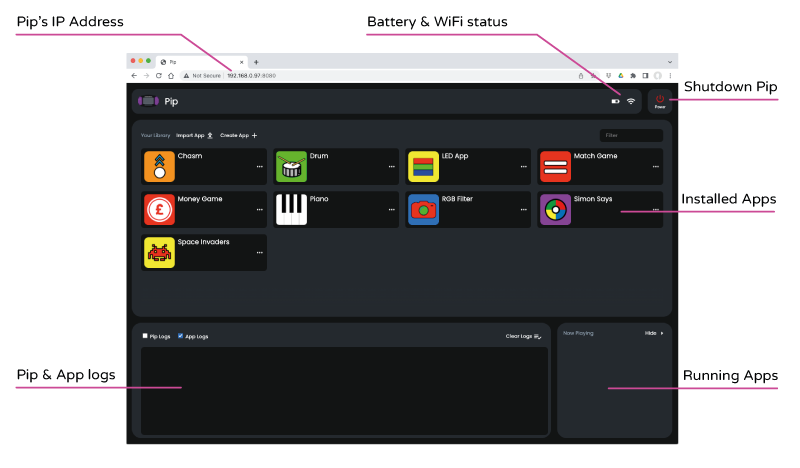 Pip's IP Address
Battery & WiFi status
Pip
Not Secure 192.168.0.97:8080
Shutdown Pip
Pip
Power
Your Library Import App Create App +
Filter
Chasm
Drum
LED App
Match Game
Money Game
£
Piano
RGB Filter
Simon Says
Installed Apps
Space Invaders
Pip Logs App Logs
Clear Logs
Now Playing
Hide
Pip & App logs
Running Apps